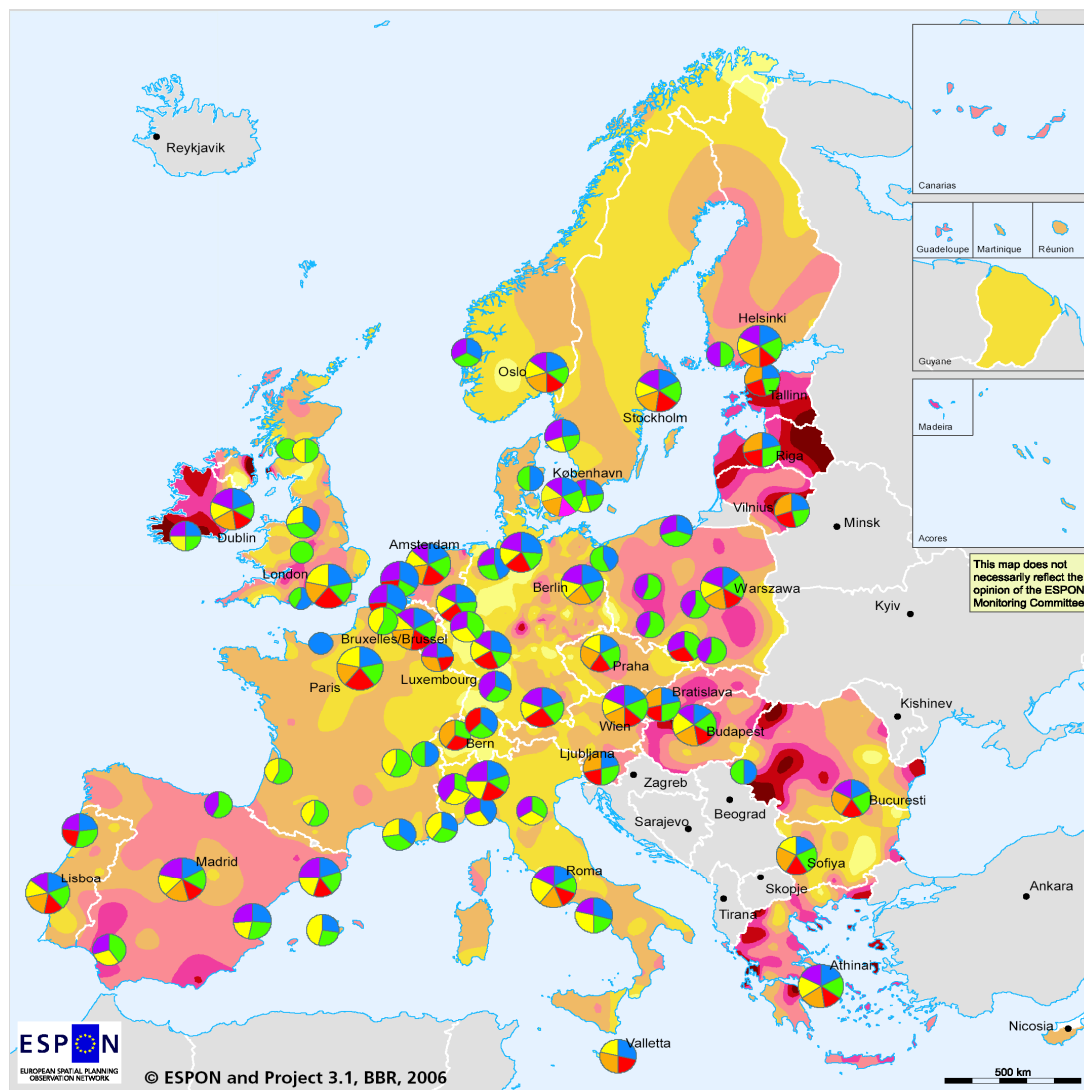 Reykjavik
Canarias
Guadeloupe
Martinique
Réunion
Guyane
Madeira
Acores
Helsinki
Oslo
Tallinn
Stockholm
Riga
København
Vilnius
Minsk
Dublin
Amsterdam
This map does not
necessarily reflect the
opinion of the ESPON
Monitoring Committee
London
Berlin
Warszawa
Kyiv
Bruxelles/Brussel
Praha
Luxembourg
Paris
Bratislava
Kishinev
Wien
Budapest
Bern
Ljubljana
Zagreb
Bucuresti
Beograd
Sarajevo
Madrid
Roma
Sofiya
Lisboa
Skopje
Ankara
Tirana
Athinai
Nicosia
Valletta
ESPON
EUROPEAN SPATIAL PLANNING
OBSERVATION NETWORK
© ESPON and Project 3.1, BBR, 2006
500 km